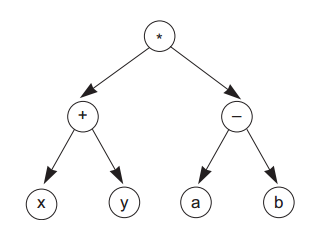 *
+ –
x y a b